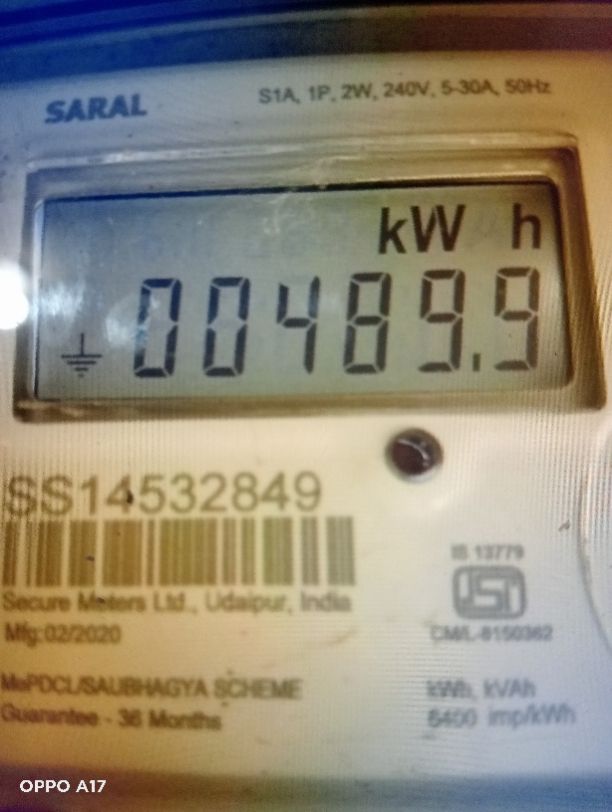 SARAL
S1A, 1P, 2W, 240V, 5-30A, 50Hz
kW h
00489.9
SS14532849
IS 13779
Secure Meters Ltd., Udaipur, India
Mfg:02/2020
CM/L-8150362
MePDCL/SAUBHAGYA SCHEME
kWh, kVAh
Guarantee - 36 Months
6400 imp/kWh
OPPO A17